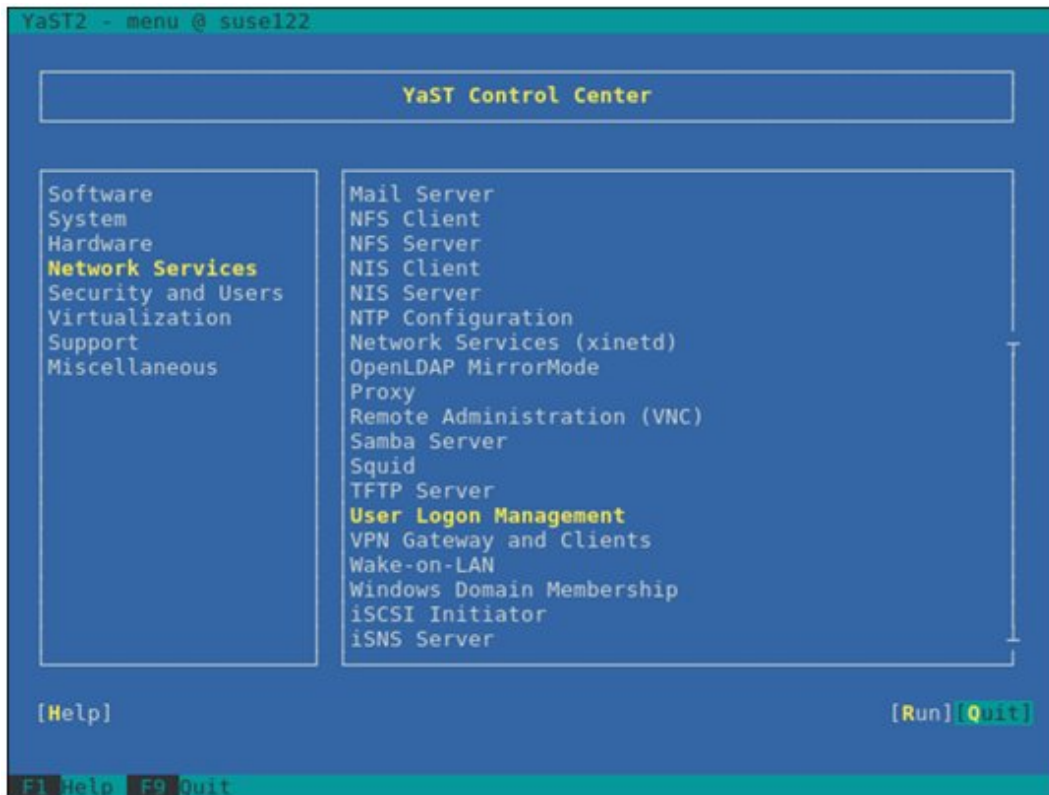 YaST2 - menu @ suse122
YaST Control Center
Software
System
Hardware
Network Services
Security and Users
Virtualization
Support
Miscellaneous
Mail Server
NFS Client
NFS Server
NIS Client
NIS Server
NTP Configuration
Network Services (xinetd)
OpenLDAP MirrorMode
Proxy
Remote Administration (VNC)
Samba Server
Squid
TFTP Server
User Logon Management
VPN Gateway and Clients
Wake-on-LAN
Windows Domain Membership
iSCSI Initiator
iSNS Server
[Help] [Run][Quit]
F1 Help F9 Quit